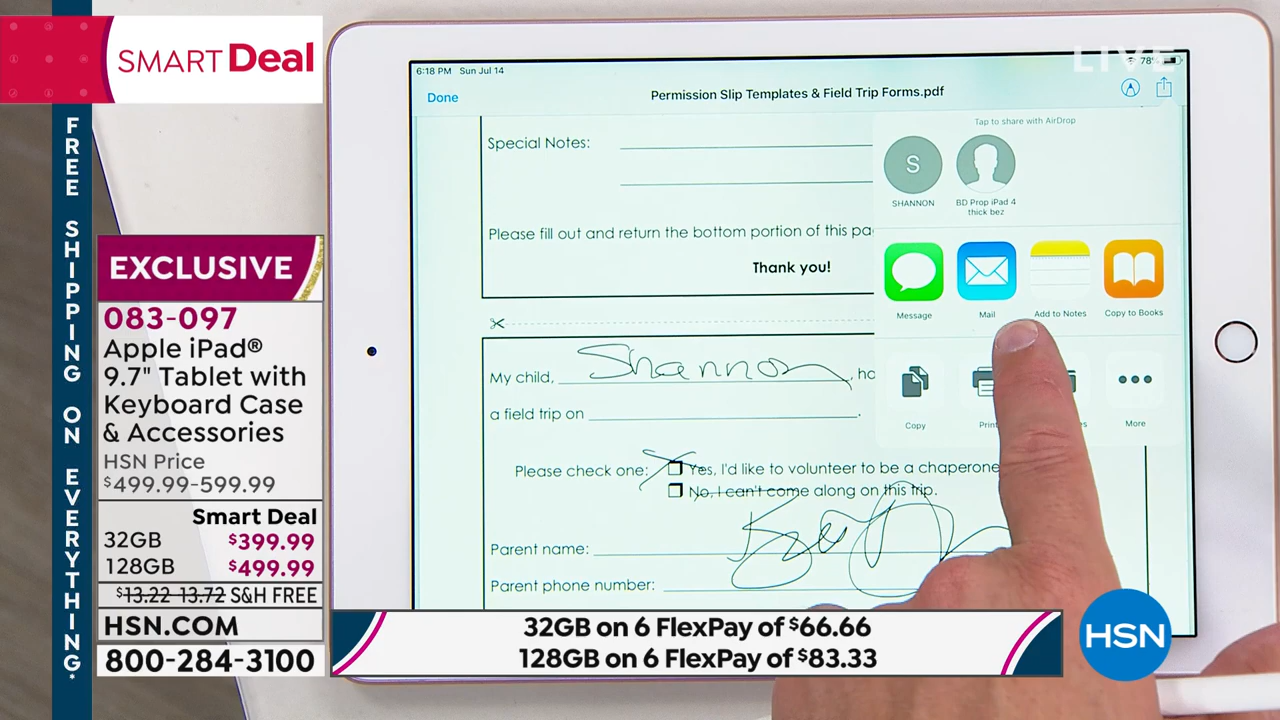 SMART Deal
FREE SHIPPING ON EVERYTHING*
EXCLUSIVE
083-097
Apple iPad®
9.7" Tablet with
Keyboard Case
& Accessories
HSN Price
$499.99-599.99
Smart Deal
32GB $399.99
128GB $499.99
$13.22-13.72 S&H FREE
HSN.COM
800-284-3100
LIVE
6:18 PM Sun Jul 14
78%
Done
Permission Slip Templates & Field Trip Forms.pdf
Special Notes:
Please fill out and return the bottom portion of this pa
Thank you!
My child, Shannon, ha
a field trip on .
Please check one: Yes, I'd like to volunteer to be a chaperone
No, I can't come along on this trip.
Parent name:
Parent phone number:
Tap to share with AirDrop
S
SHANNON
BD Prop iPad 4
thick bez
Message
Mail
Add to Notes
Copy to Books
Copy
Print
More
32GB on 6 FlexPay of $66.66
128GB on 6 FlexPay of $83.33
HSN